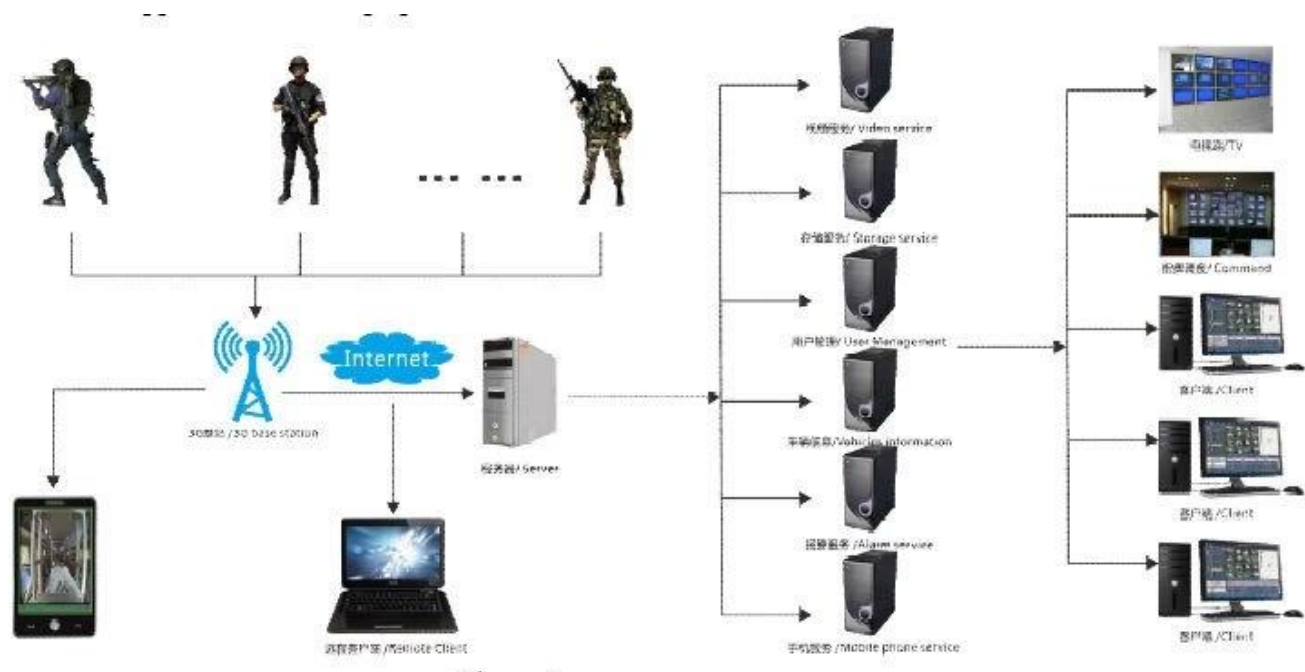 Internet
3G基站 /3G base station
服务器/ Server
远程客户端 /Remote Client
视频服务/ Video service
存储服务/ Storage service
用户管理/ User Management
车辆信息/Vehicles information
报警服务 /Alarm service
手机服务 /Mobile phone service
电视墙/TV
指挥调度/ Command
客户端 /Client
客户端 /Client
客户端 /Client